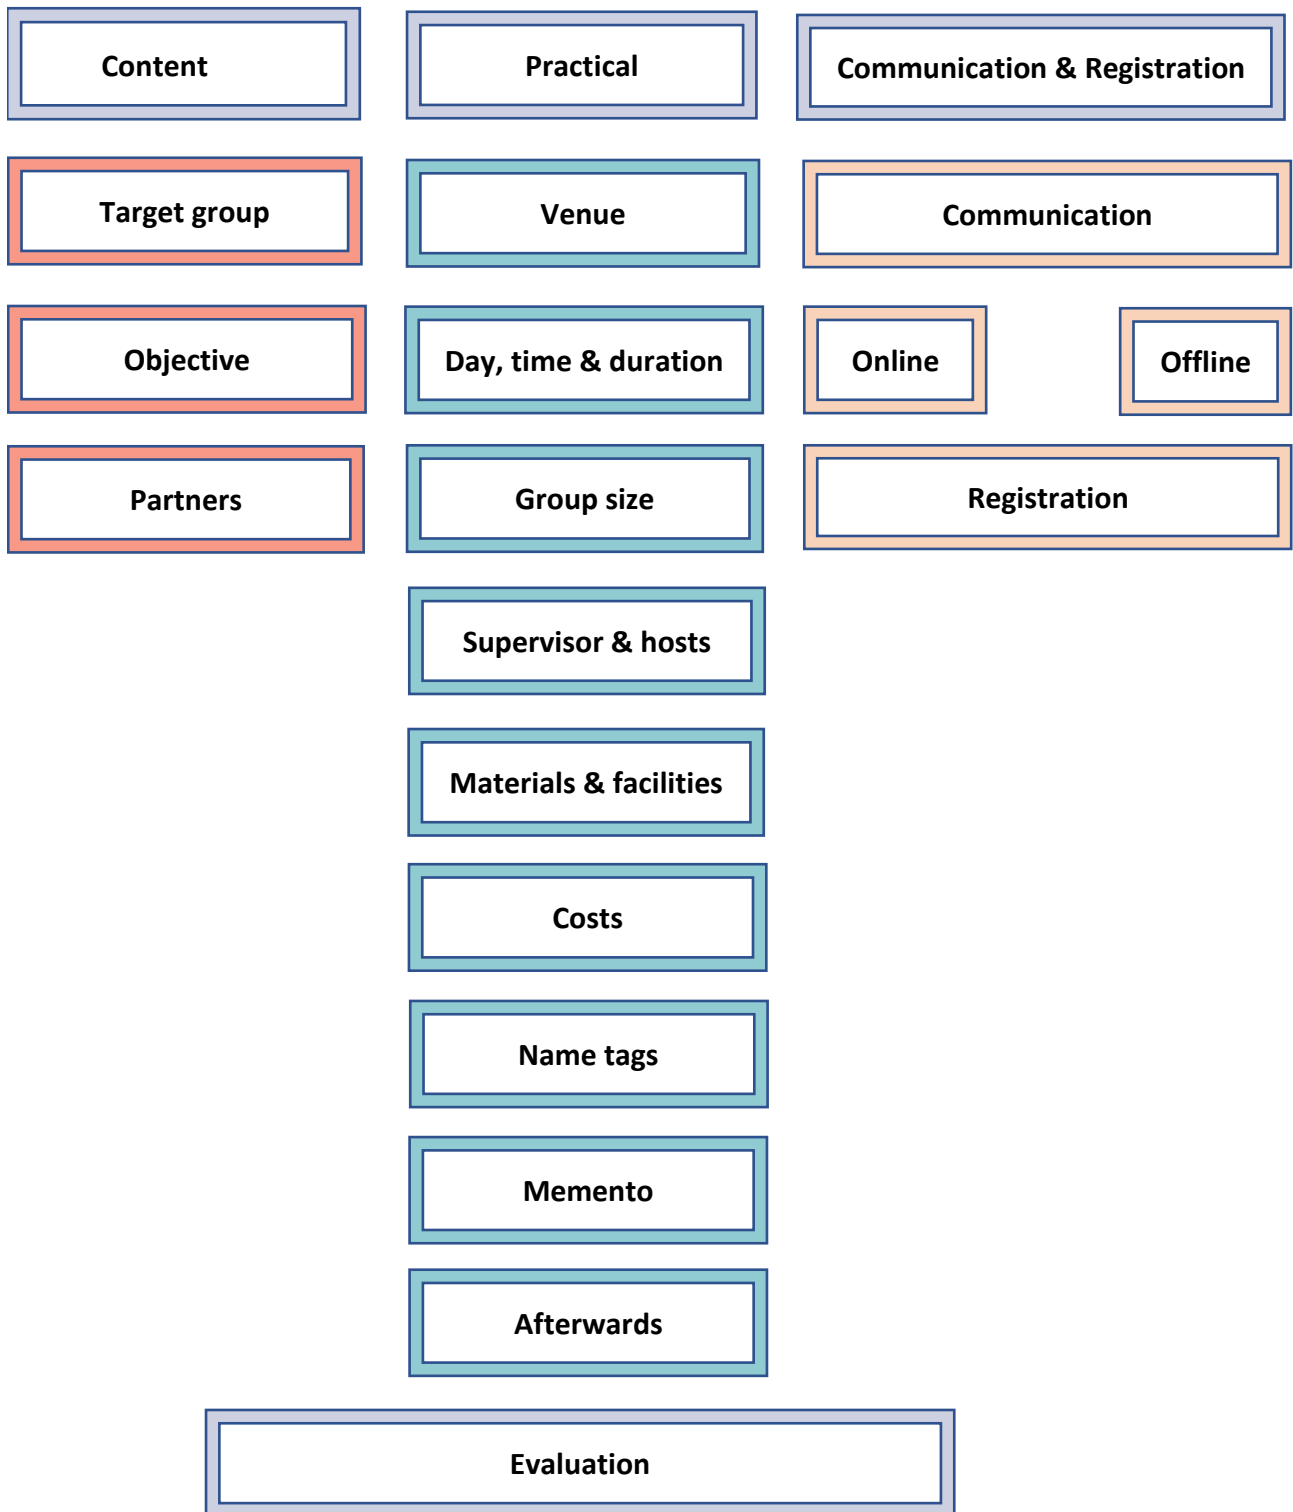 Content
Practical
Communication & Registration
Target group
Venue
Communication
Objective
Day, time & duration
Online
Offline
Partners
Group size
Registration
Supervisor & hosts
Materials & facilities
Costs
Name tags
Memento
Afterwards
Evaluation